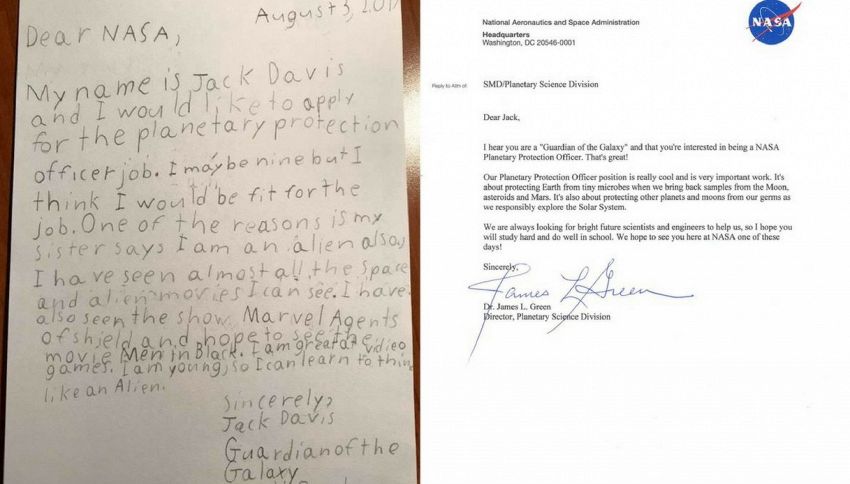 August 3, 201
Dear NASA,
My name is Jack Davis
and I would like to apply
for the planetary protection
officer job. I may be nine but I
think I would be fit for the
job. One of the reasons is my
sister says I am an alien also,
I have seen almost all the space
and alien movies I can see. I have
also seen the show Marvel Agents
of shield and hope to see the
movie Men in Black. I am great at video
games. I am young, so I can learn to think
like an Alien.
Sincerely,
Jack Davis
Guardian of the
Galaxy
NASA
National Aeronautics and Space Administration
Headquarters
Washington, DC 20546-0001
Reply to Attn of:
SMD/Planetary Science Division
Dear Jack,
I hear you are a "Guardian of the Galaxy" and that you're interested in being a NASA
Planetary Protection Officer. That's great!
Our Planetary Protection Officer position is really cool and is very important work. It's
about protecting Earth from tiny microbes when we bring back samples from the Moon,
asteroids and Mars. It's also about protecting other planets and moons from our germs as
we responsibly explore the Solar System.
We are always looking for bright future scientists and engineers to help us, so I hope you
will study hard and do well in school. We hope to see you here at NASA one of these
days!
Sincerely,
James L Green
Dr. James L. Green
Director, Planetary Science Division